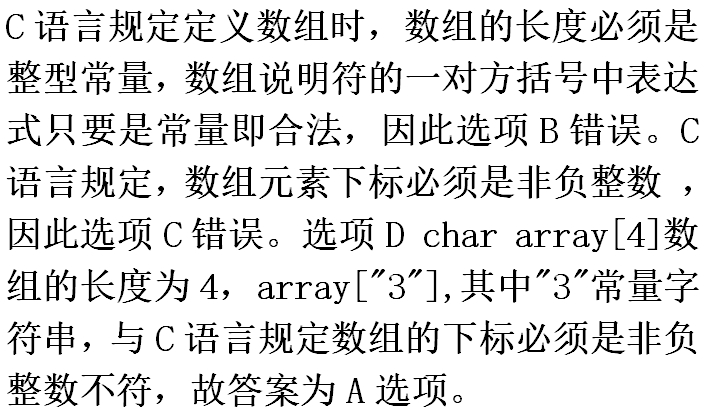 C语言规定定义数组时，数组的长度必须是
整型常量，数组说明符的一对方括号中表达
式只要是常量即合法，因此选项B错误。C
语言规定，数组元素下标必须是非负整数，
因此选项C错误。选项D char array[4]数
组的长度为4，array["3"],其中"3"常量字
符串，与C语言规定数组的下标必须是非负
整数不符，故答案为A选项。